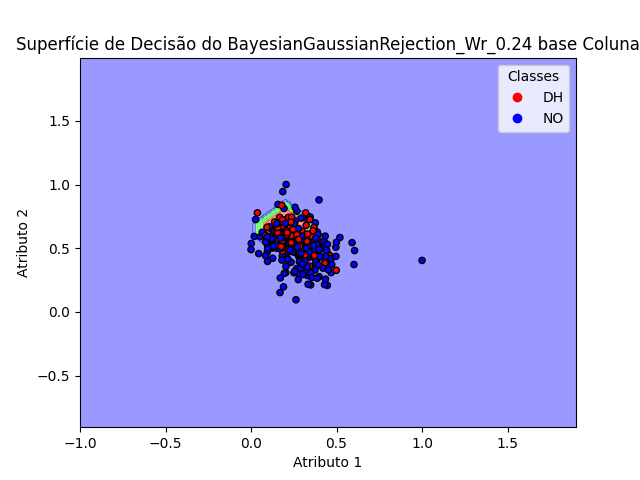 Superfície de Decisão do BayesianGaussianRejection_Wr_0.24 base Coluna
Classes
DH
NO
1.5
1.0
0.5
0.0
−0.5
Atributo 2
−1.0
−0.5
0.0
0.5
1.0
1.5
Atributo 1